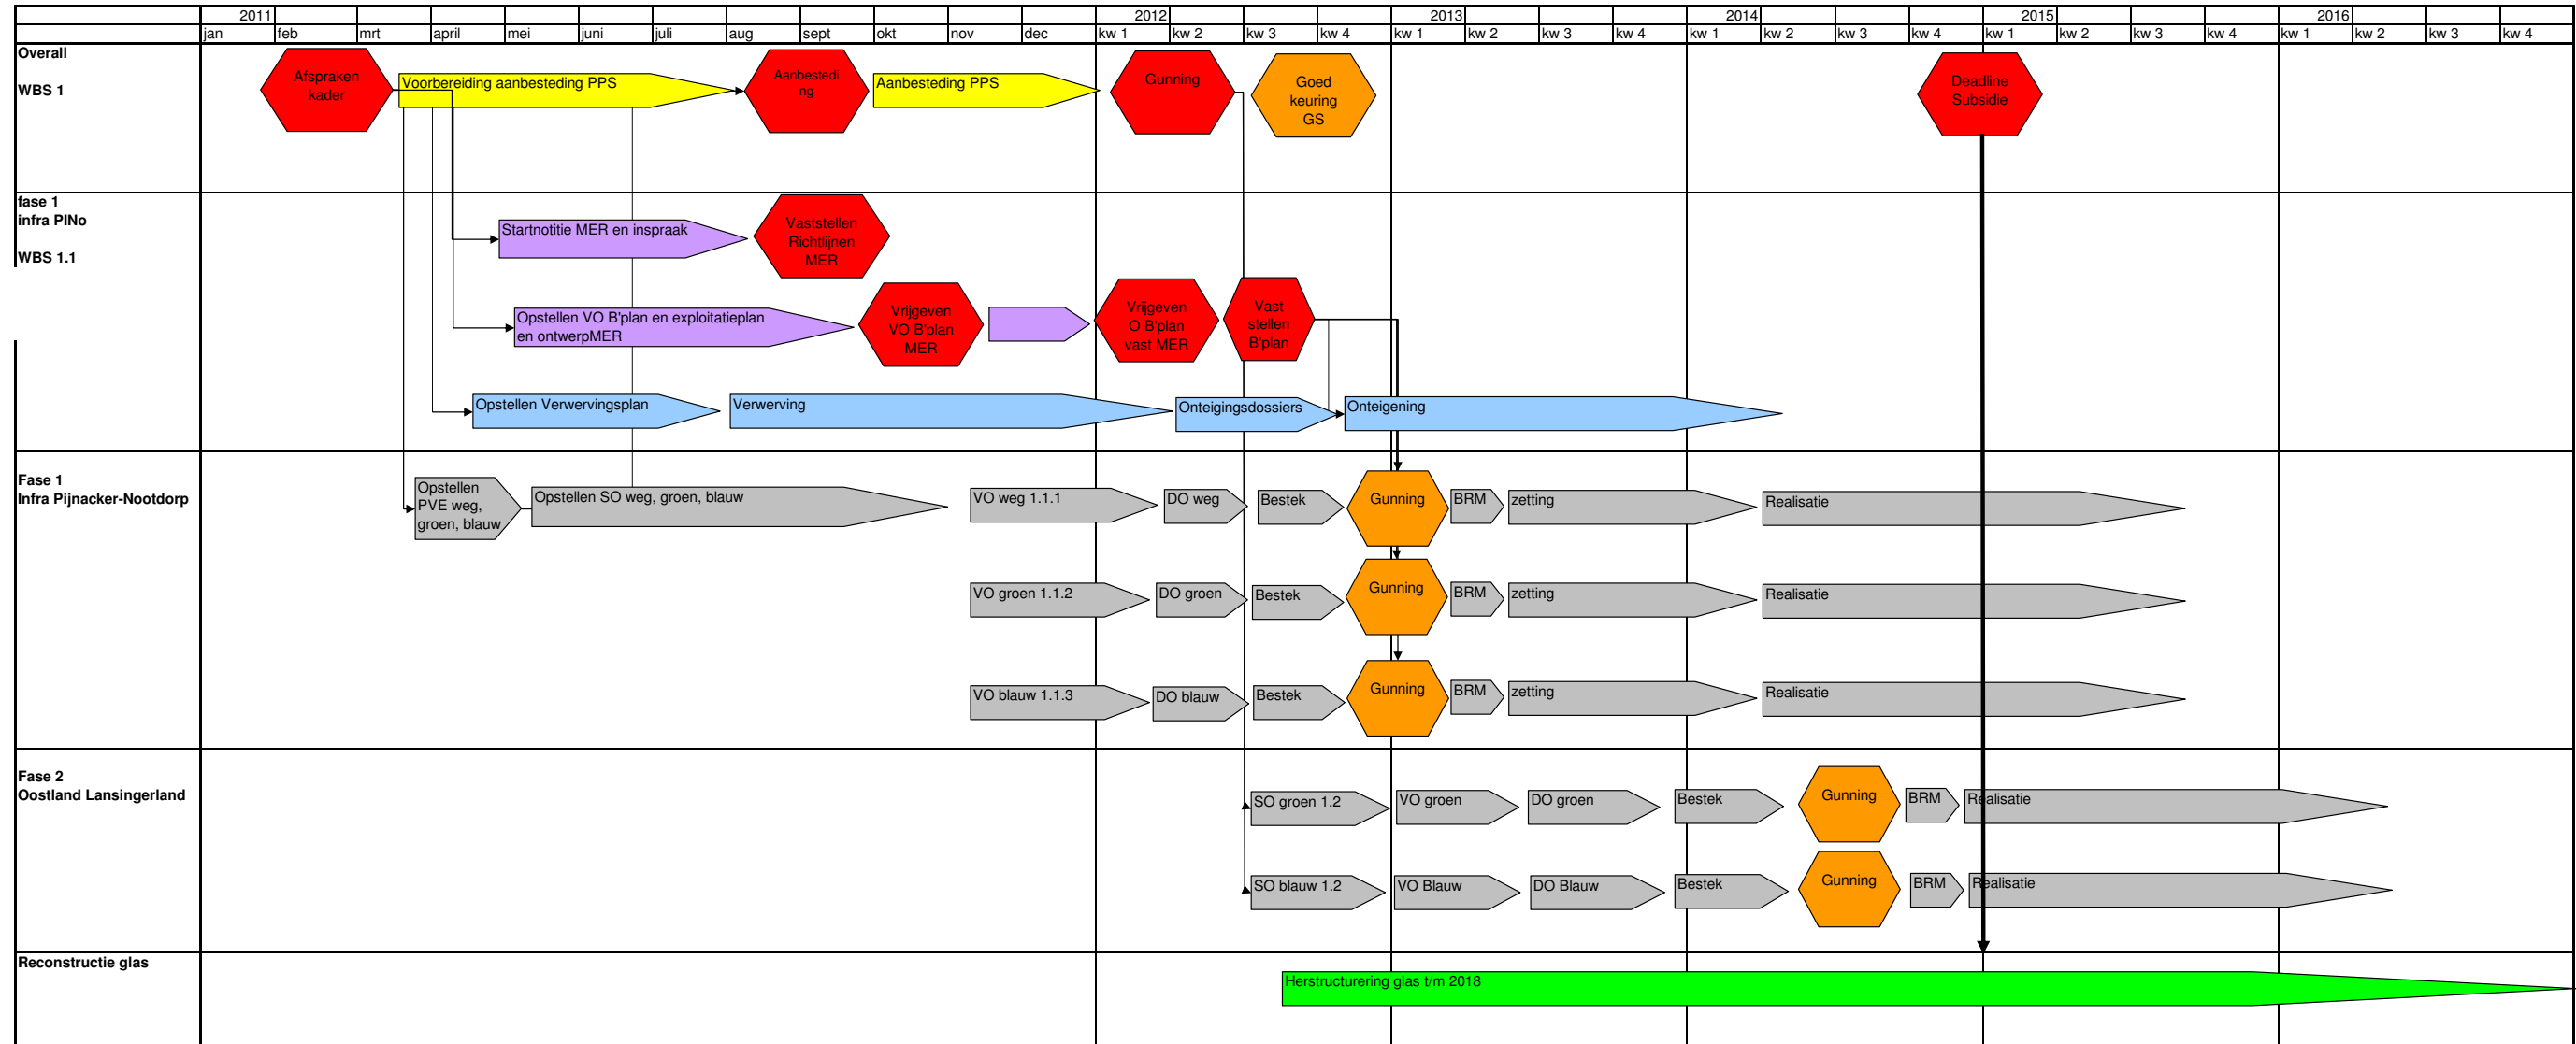 2011 2012 2013 2014 2015 2016
jan feb mrt april mei juni juli aug sept okt nov dec kw 1 kw 2 kw 3 kw 4 kw 1 kw 2 kw 3 kw 4 kw 1 kw 2 kw 3 kw 4 kw 1 kw 2 kw 3 kw 4 kw 1 kw 2 kw 3 kw 4
Overall
WBS 1
Afspraken
kader
Voorbereiding aanbesteding PPS
Aanbestedi
ng
Aanbesteding PPS
Gunning
Goed
keuring
GS
Deadline
Subsidie
fase 1
infra PINo
WBS 1.1
Startnotitie MER en inspraak
Vaststellen
Richtlijnen
MER
Opstellen VO B'plan en exploitatieplan
en ontwerpMER
Vrijgeven
VO B'plan
MER
Vrijgeven
O B'plan
vast MER
Vast
stellen
B'plan
Opstellen Verwervingsplan
Verwerving
Onteigingsdossiers
Onteigening
Fase 1
Infra Pijnacker-Nootdorp
Opstellen
PVE weg,
groen, blauw
Opstellen SO weg, groen, blauw
VO weg 1.1.1
DO weg
Bestek
Gunning
BRM
zetting
Realisatie
VO groen 1.1.2
DO groen
Bestek
Gunning
BRM
zetting
Realisatie
VO blauw 1.1.3
DO blauw
Bestek
Gunning
BRM
zetting
Realisatie
Fase 2
Oostland Lansingerland
SO groen 1.2
VO groen
DO groen
Bestek
Gunning
BRM
Realisatie
SO blauw 1.2
VO Blauw
DO Blauw
Bestek
Gunning
BRM
Realisatie
Reconstructie glas
Herstructurering glas t/m 2018